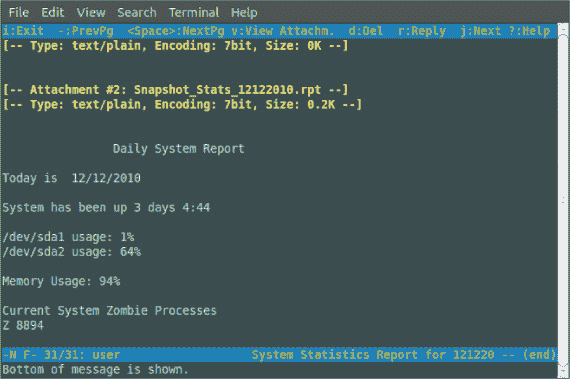 File Edit View Search Terminal Help
i:Exit -:PrevPg <Space>:NextPg v:View Attachm. d:Del r:Reply j:Next ?:Help
[-- Type: text/plain, Encoding: 7bit, Size: 0K --]
[-- Attachment #2: Snapshot_Stats_12122010.rpt --]
[-- Type: text/plain, Encoding: 7bit, Size: 0.2K --]
Daily System Report
Today is 12/12/2010
System has been up 3 days 4:44
/dev/sda1 usage: 1%
/dev/sda2 usage: 64%
Memory Usage: 94%
Current System Zombie Processes
Z 8894
-W F- 31/31: user System Statistics Report for 121220 -- (end)
Bottom of message is shown.